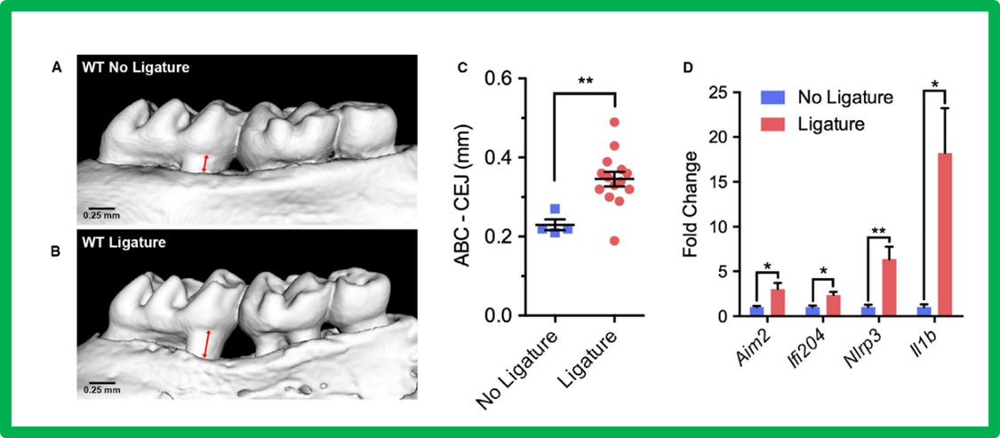 A
WT No Ligature
0.25 mm
B
WT Ligature
0.25 mm
C
ABC - CEJ (mm)
0.6
0.4
0.2
0.0
**
No Ligature
Ligature
D
Fold Change
25
20
15
10
5
0
No Ligature
Ligature
*
*
**
*
Aim2
Ifi204
Nlrp3
Il1b